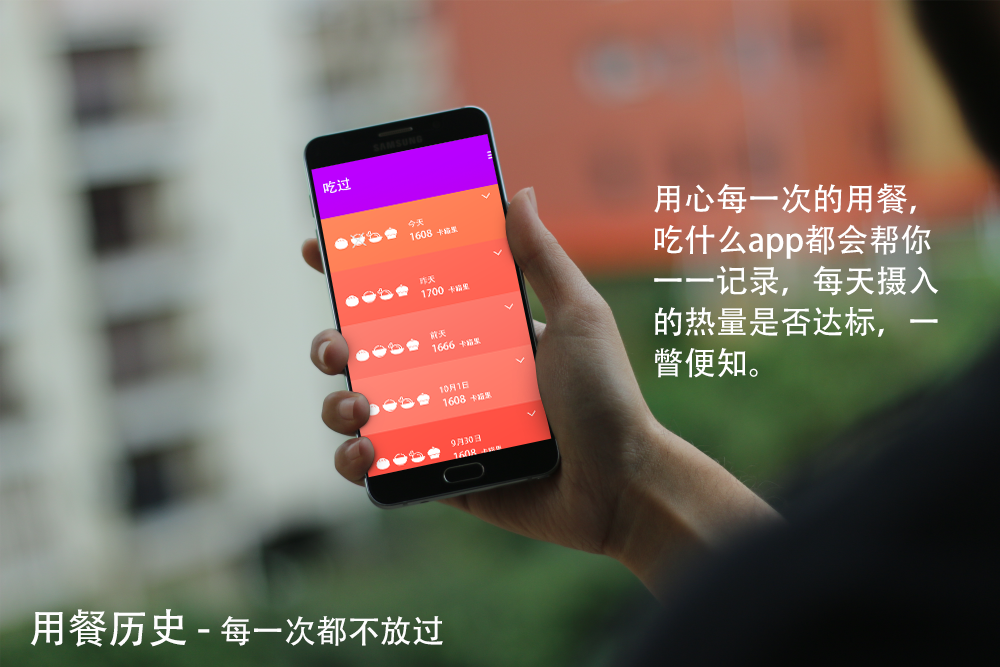 SAMSUNG
吃过
今天
1608 卡路里
昨天
1700 卡路里
前天
1666 卡路里
10月1日
1608 卡路里
9月30日
1608 卡路里
用心每一次的用餐,
吃什么app都会帮你
一一记录, 每天摄入
的热量是否达标, 一
瞥便知。
用餐历史 - 每一次都不放过